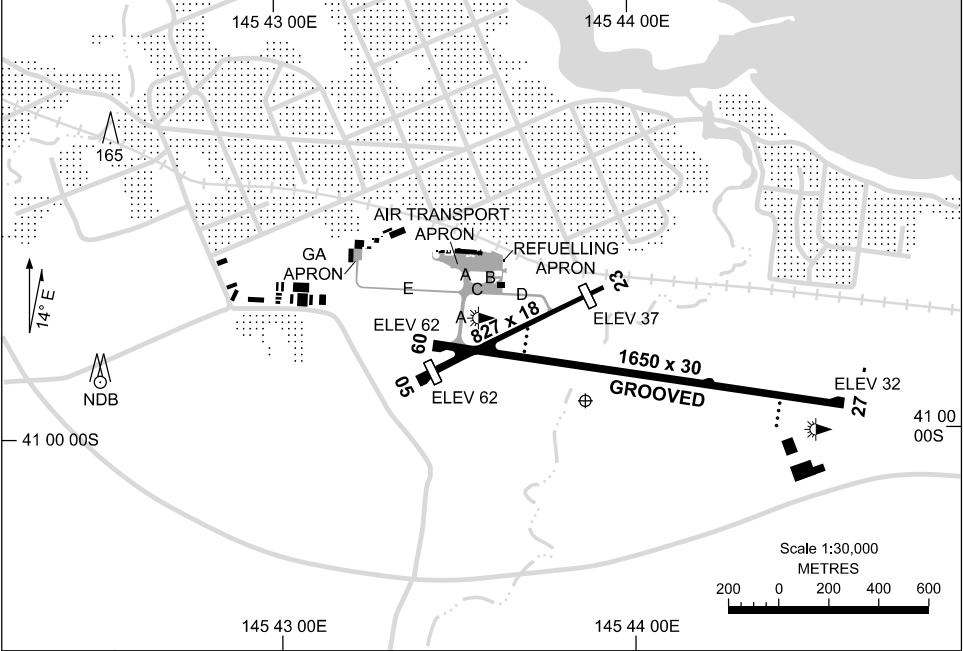 145 43 00E
145 44 00E
165
AIR TRANSPORT
APRON
REFUELLING
APRON
GA
APRON
A
B
C
D
E
23
14° E
A
827 x 18
ELEV 37
ELEV 62
09
1650 x 30
GROOVED
ELEV 32
27
05
ELEV 62
NDB
41 00
00S
41 00 00S
Scale 1:30,000
METRES
200 0 200 400 600
145 43 00E
145 44 00E